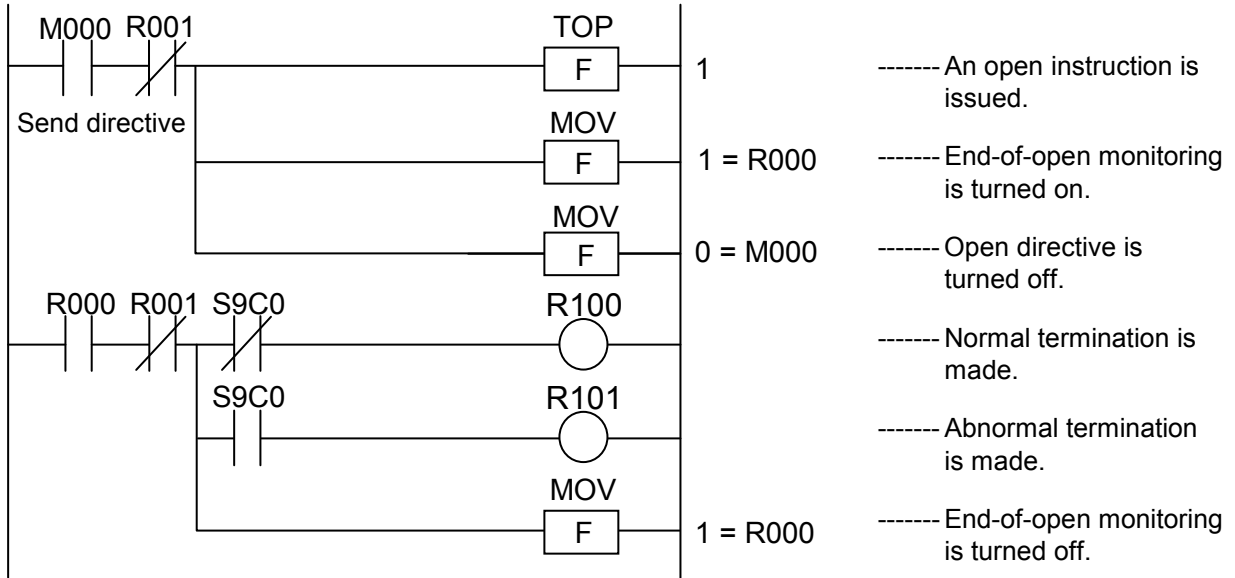 M000 R001
TOP
F
1
------- An open instruction is
issued.
Send directive
MOV
F
1 = R000
------- End-of-open monitoring
is turned on.
MOV
F
0 = M000
------- Open directive is
turned off.
R000 R001 S9C0
R100
------- Normal termination is
made.
S9C0
R101
------- Abnormal termination
is made.
MOV
F
1 = R000
------- End-of-open monitoring
is turned off.